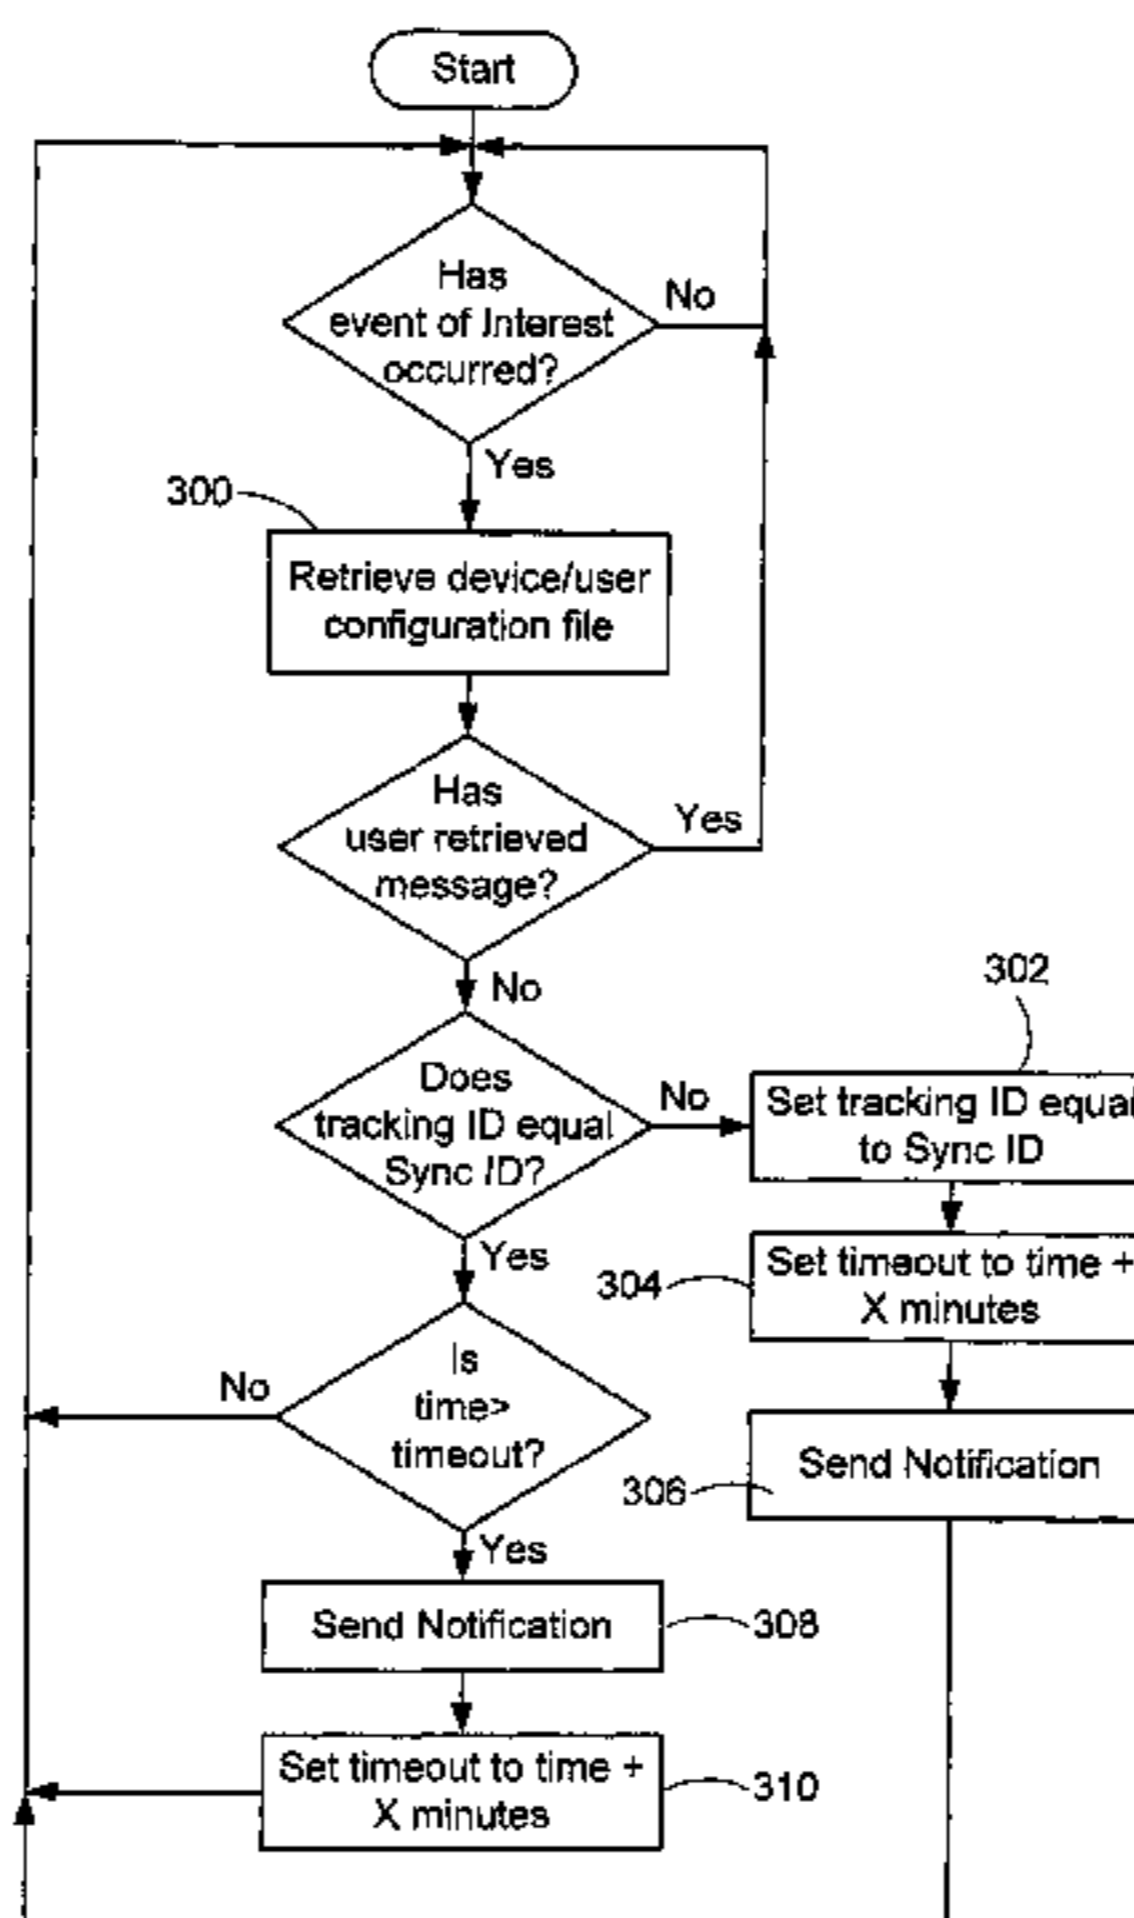 Start
Has
event of Interest
occurred?
No
Yes
300
Retrieve device/user
configuration file
Has
user retrieved
message?
Yes
No
302
Does
tracking ID equal
Sync ID?
No
Set tracking ID equal
to Sync ID
Yes
304
Set timeout to time +
X minutes
Is
time>
timeout?
No
306
Send Notification
Yes
Send Notification
308
Set timeout to time +
X minutes
310